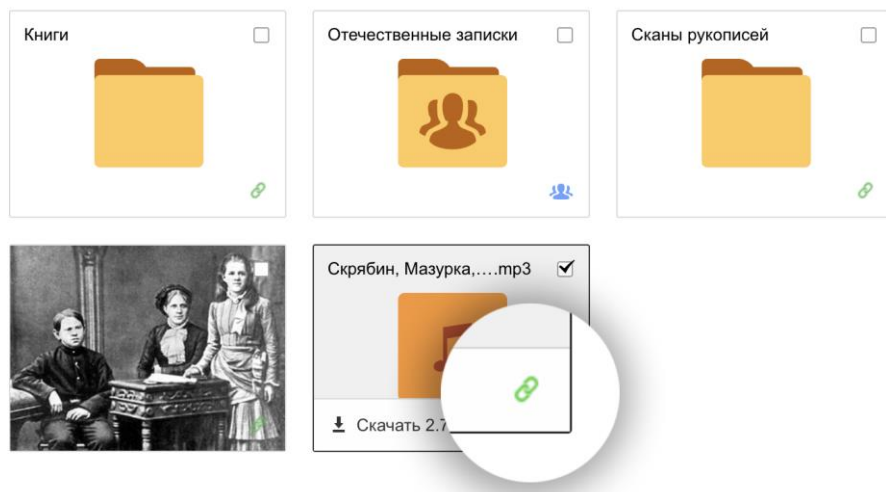 Книги
Отечественные записки
Сканы рукописей
Скрябин, Мазурка,....mp3
Скачать 2.7